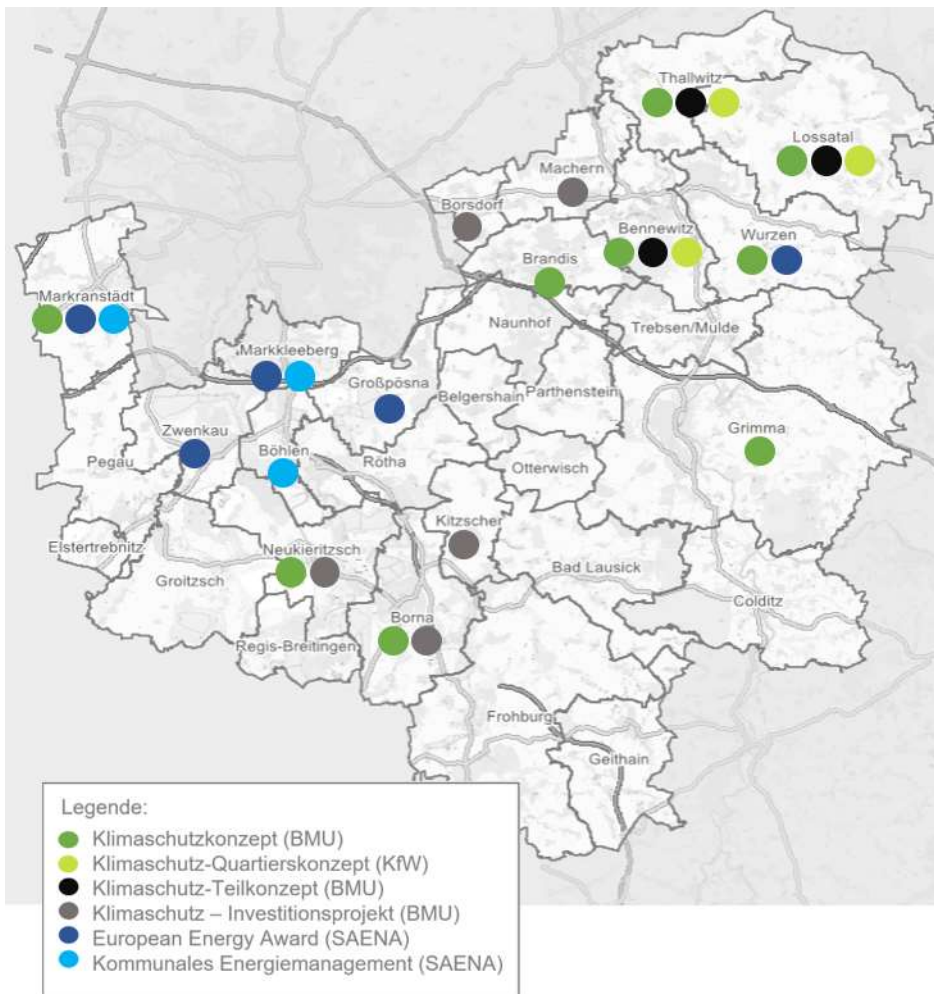 Thallwitz
Lossatal
Machern
Borsdorf
Bennewitz
Wurzen
Brandis
Markranstädt
Naunhof
Trebsen/Mulde
Markkleeberg
Großpösna
Belgershain
Parthenstein
Zwenkau
Grimma
Böhlen
Rötha
Pegau
Otterwisch
Kitzscher
Elstertrebnitz
Neukieritzsch
Groitzsch
Bad Lausick
Colditz
Borna
Regis-Breitingen
Frohburg
Geithain
Legende:
Klimaschutzkonzept (BMU)
Klimaschutz-Quartierskonzept (KfW)
Klimaschutz-Teilkonzept (BMU)
Klimaschutz – Investitionsprojekt (BMU)
European Energy Award (SAENA)
Kommunales Energiemanagement (SAENA)